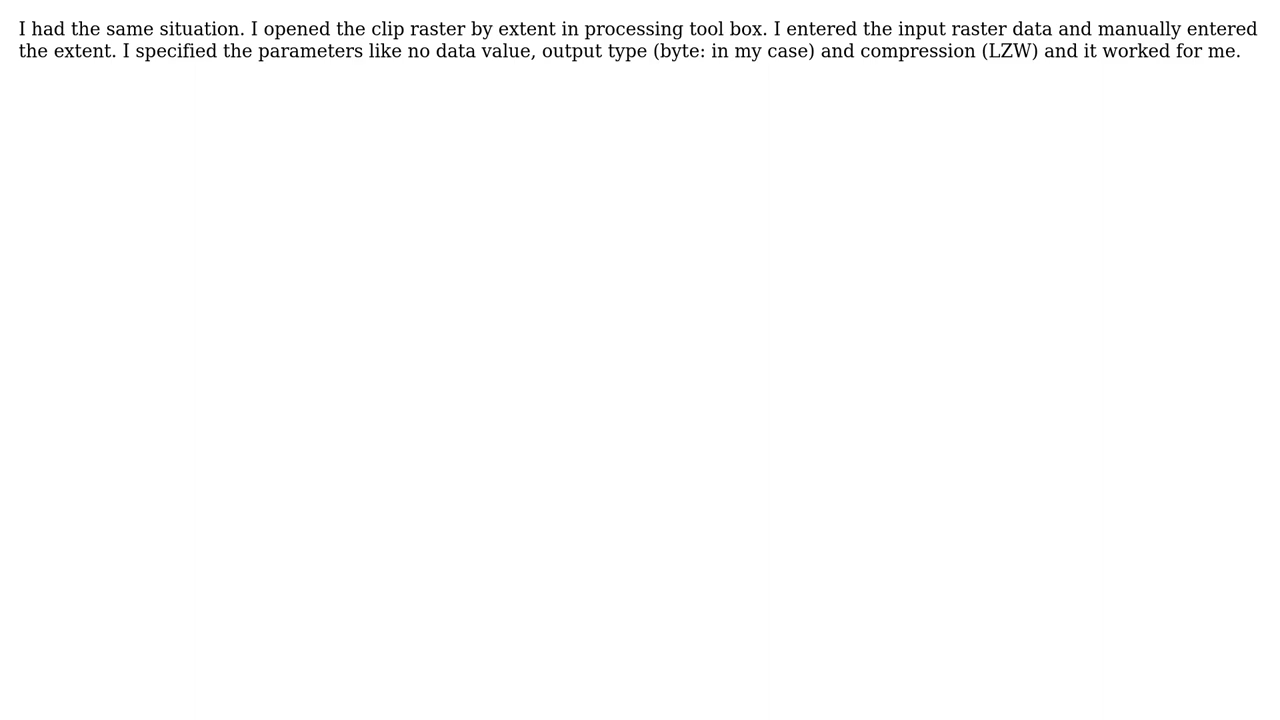 I had the same situation. I opened the clip raster by extent in processing tool box. I entered the input raster data and manually entered
the extent. I specified the parameters like no data value, output type (byte: in my case) and compression (LZW) and it worked for me.